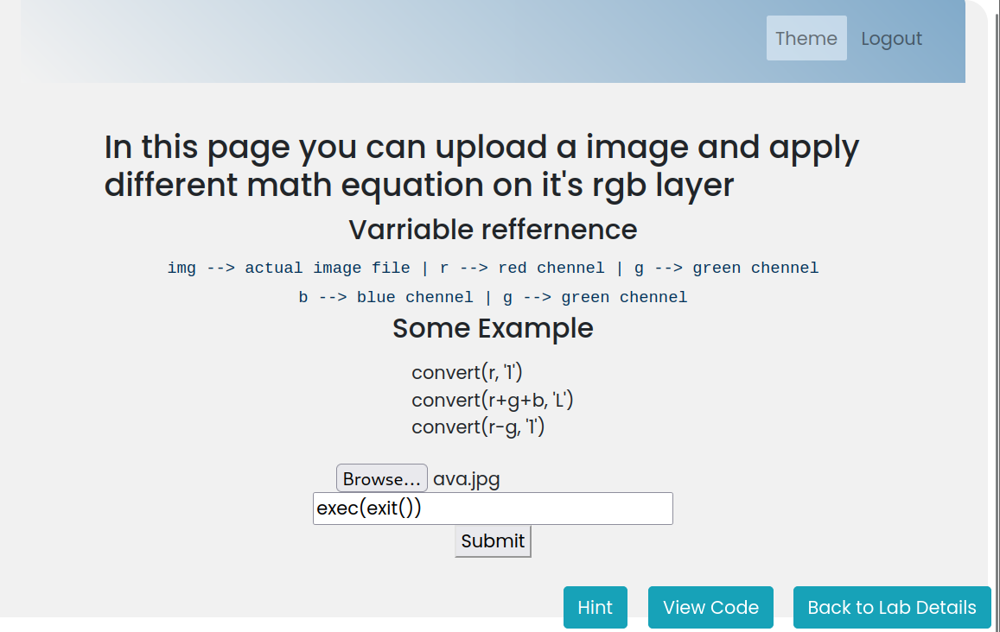 Theme Logout
In this page you can upload a image and apply
different math equation on it's rgb layer
Varriable reffernence
img --> actual image file | r --> red chennel | g --> green chennel
b --> blue chennel | g --> green chennel
Some Example
convert(r, '1')
convert(r+g+b, 'L')
convert(r-g, '1')
Browse... ava.jpg
exec(exit())
Submit
Hint View Code Back to Lab Details